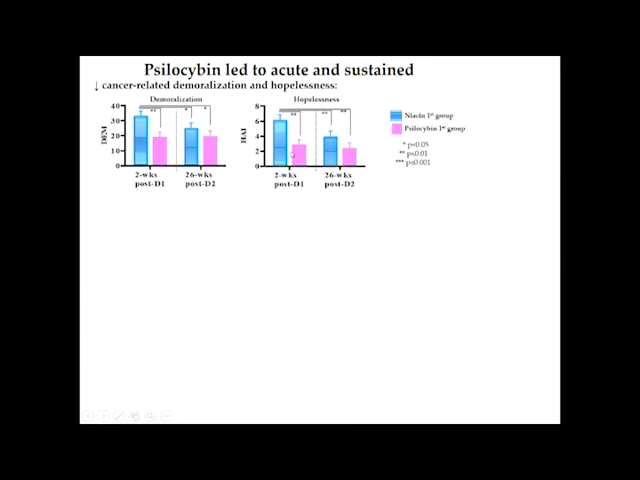 Psilocybin led to acute and sustained
↓ cancer-related demoralization and hopelessness:
Demoralization
DEM
40
30
20
10
0
** * *
2-wks
post-D1
26-wks
post-D2
Hopelessness
HAI
8
6
4
2
0
** ** **
2-wks
post-D1
26-wks
post-D2
Niacin 1st group
Psilocybin 1st group
* p<0.05
** p≤0.01
*** p≤0.001